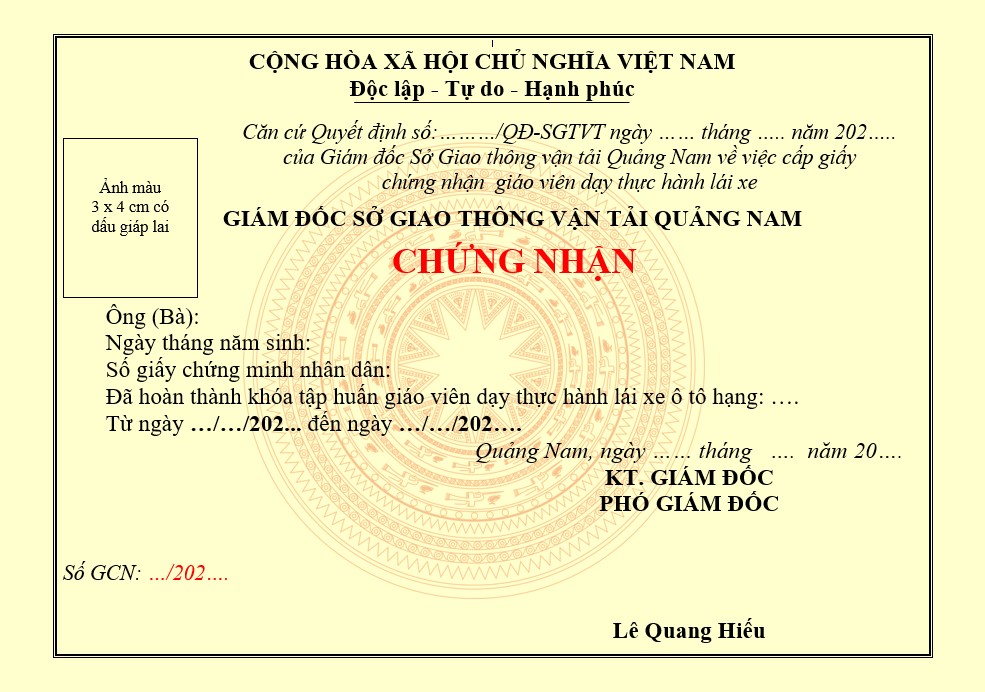 CỘNG HÒA XÃ HỘI CHỦ NGHĨA VIỆT NAM
Độc lập - Tự do - Hạnh phúc
Căn cứ Quyết định số:………/QĐ-SGTVT ngày …… tháng ….. năm 202…..
của Giám đốc Sở Giao thông vận tải Quảng Nam về việc cấp giấy
chứng nhận giáo viên dạy thực hành lái xe
Ảnh màu
3 x 4 cm có
dấu giáp lai
GIÁM ĐỐC SỞ GIAO THÔNG VẬN TẢI QUẢNG NAM
CHỨNG NHẬN
Ông (Bà):
Ngày tháng năm sinh:
Số giấy chứng minh nhân dân:
Đã hoàn thành khóa tập huấn giáo viên dạy thực hành lái xe ô tô hạng: ….
Từ ngày …/…/202... đến ngày …/…/202….
Quảng Nam, ngày …… tháng …. năm 20….
KT. GIÁM ĐỐC
PHÓ GIÁM ĐỐC
Số GCN: …/202….
Lê Quang Hiếu